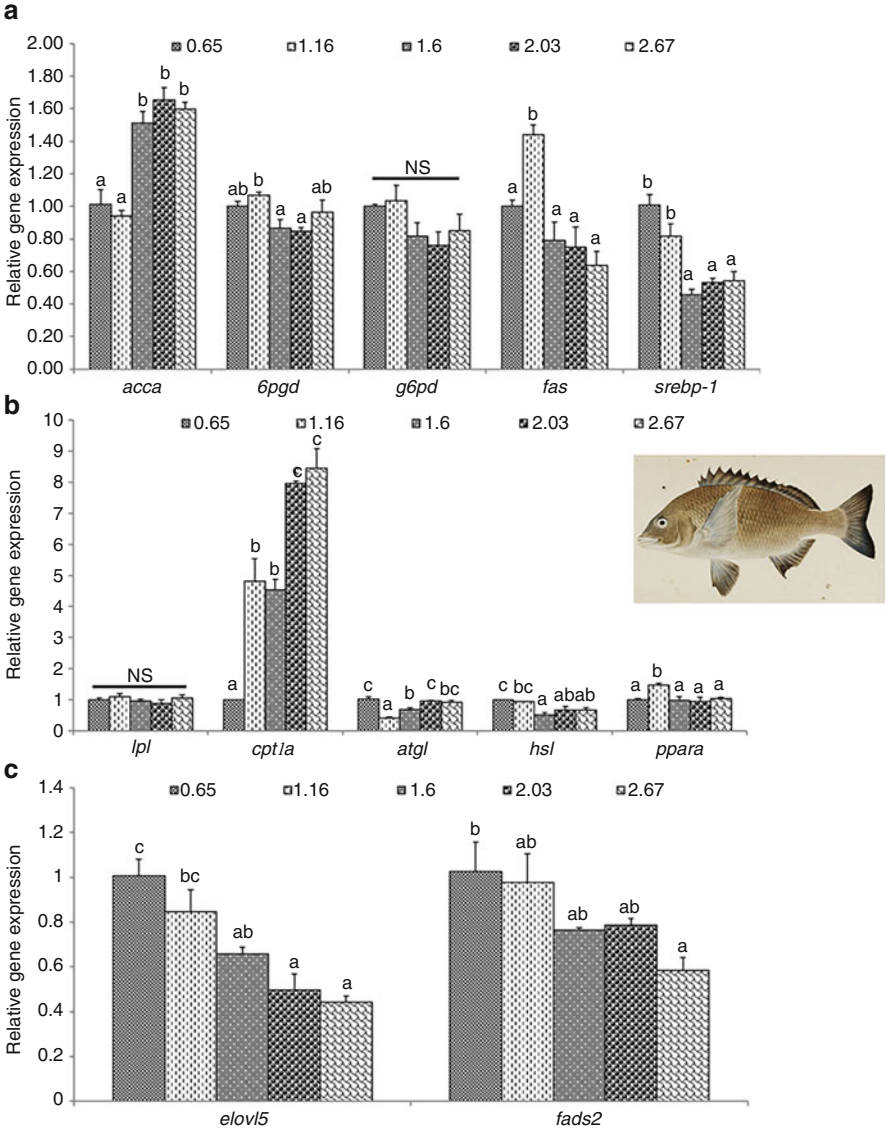 a
0.65 1.16 1.6 2.03 2.67
Relative gene expression
2.00
1.80
1.60
1.40
1.20
1.00
0.80
0.60
0.40
0.20
0.00
a a b b b
ab b a a ab
NS
a b a a a
b b a a a
acca 6pgd g6pd fas srebp-1
b
0.65 1.16 1.6 2.03 2.67
Relative gene expression
10
9
8
7
6
5
4
3
2
1
0
NS
a b b c c
c a b c bc
c bc a ab ab
a b a a a
lpl cpt1a atgl hsl ppara
c
0.65 1.16 1.6 2.03 2.67
Relative gene expression
1.4
1.2
1
0.8
0.6
0.4
0.2
0
c bc ab a a
b ab ab ab a
elovl5 fads2